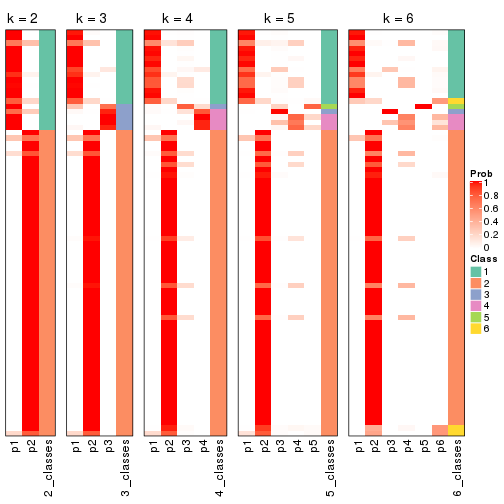 k = 2
k = 3
k = 4
k = 5
k = 6
Prob
1
0.8
0.6
0.4
0.2
0
Class
1
2
3
4
5
6
p1
p2
2_classes
p1
p2
p3
3_classes
p1
p2
p3
p4
4_classes
p1
p2
p3
p4
p5
5_classes
p1
p2
p3
p4
p5
p6
6_classes